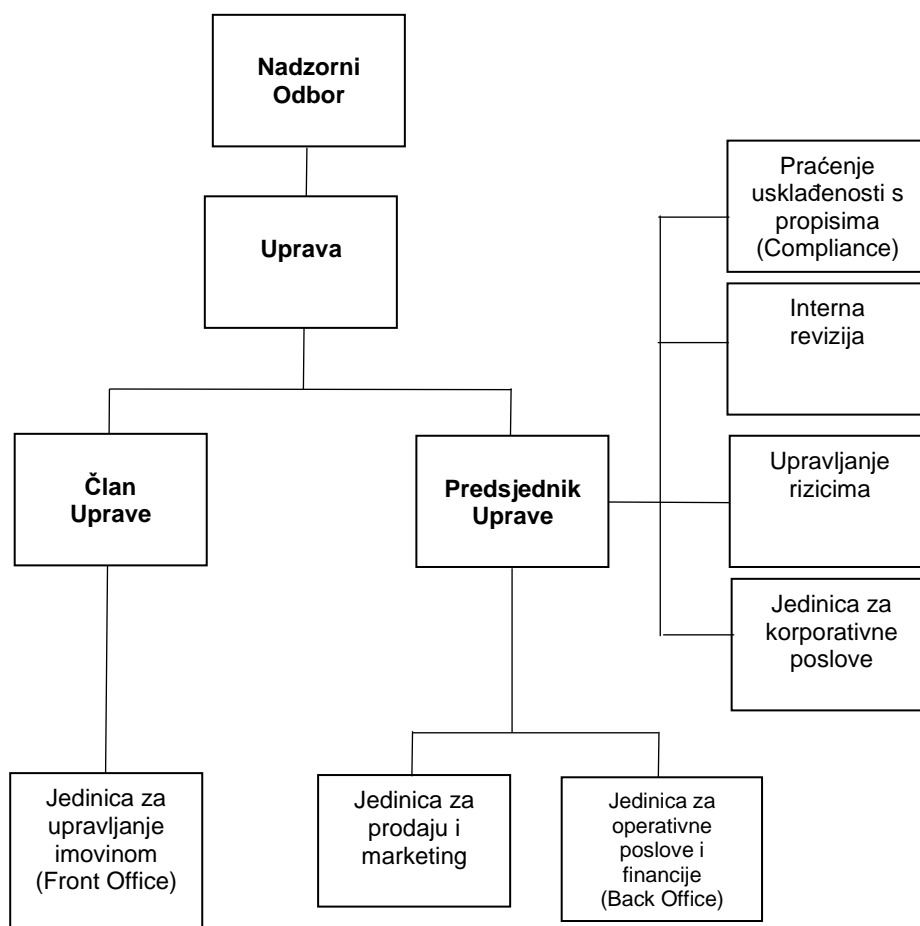 Nadzorni
Odbor
Uprava
Praćenje
usklađenosti s
propisima
(Compliance)
Interna
revizija
Član
Uprave
Predsjednik
Uprave
Upravljanje
rizicima
Jedinica za
korporativne
poslove
Jedinica za
upravljanje
imovinom
(Front Office)
Jedinica za
prodaju i
marketing
Jedinica za
operativne
poslove i
financije
(Back Office)